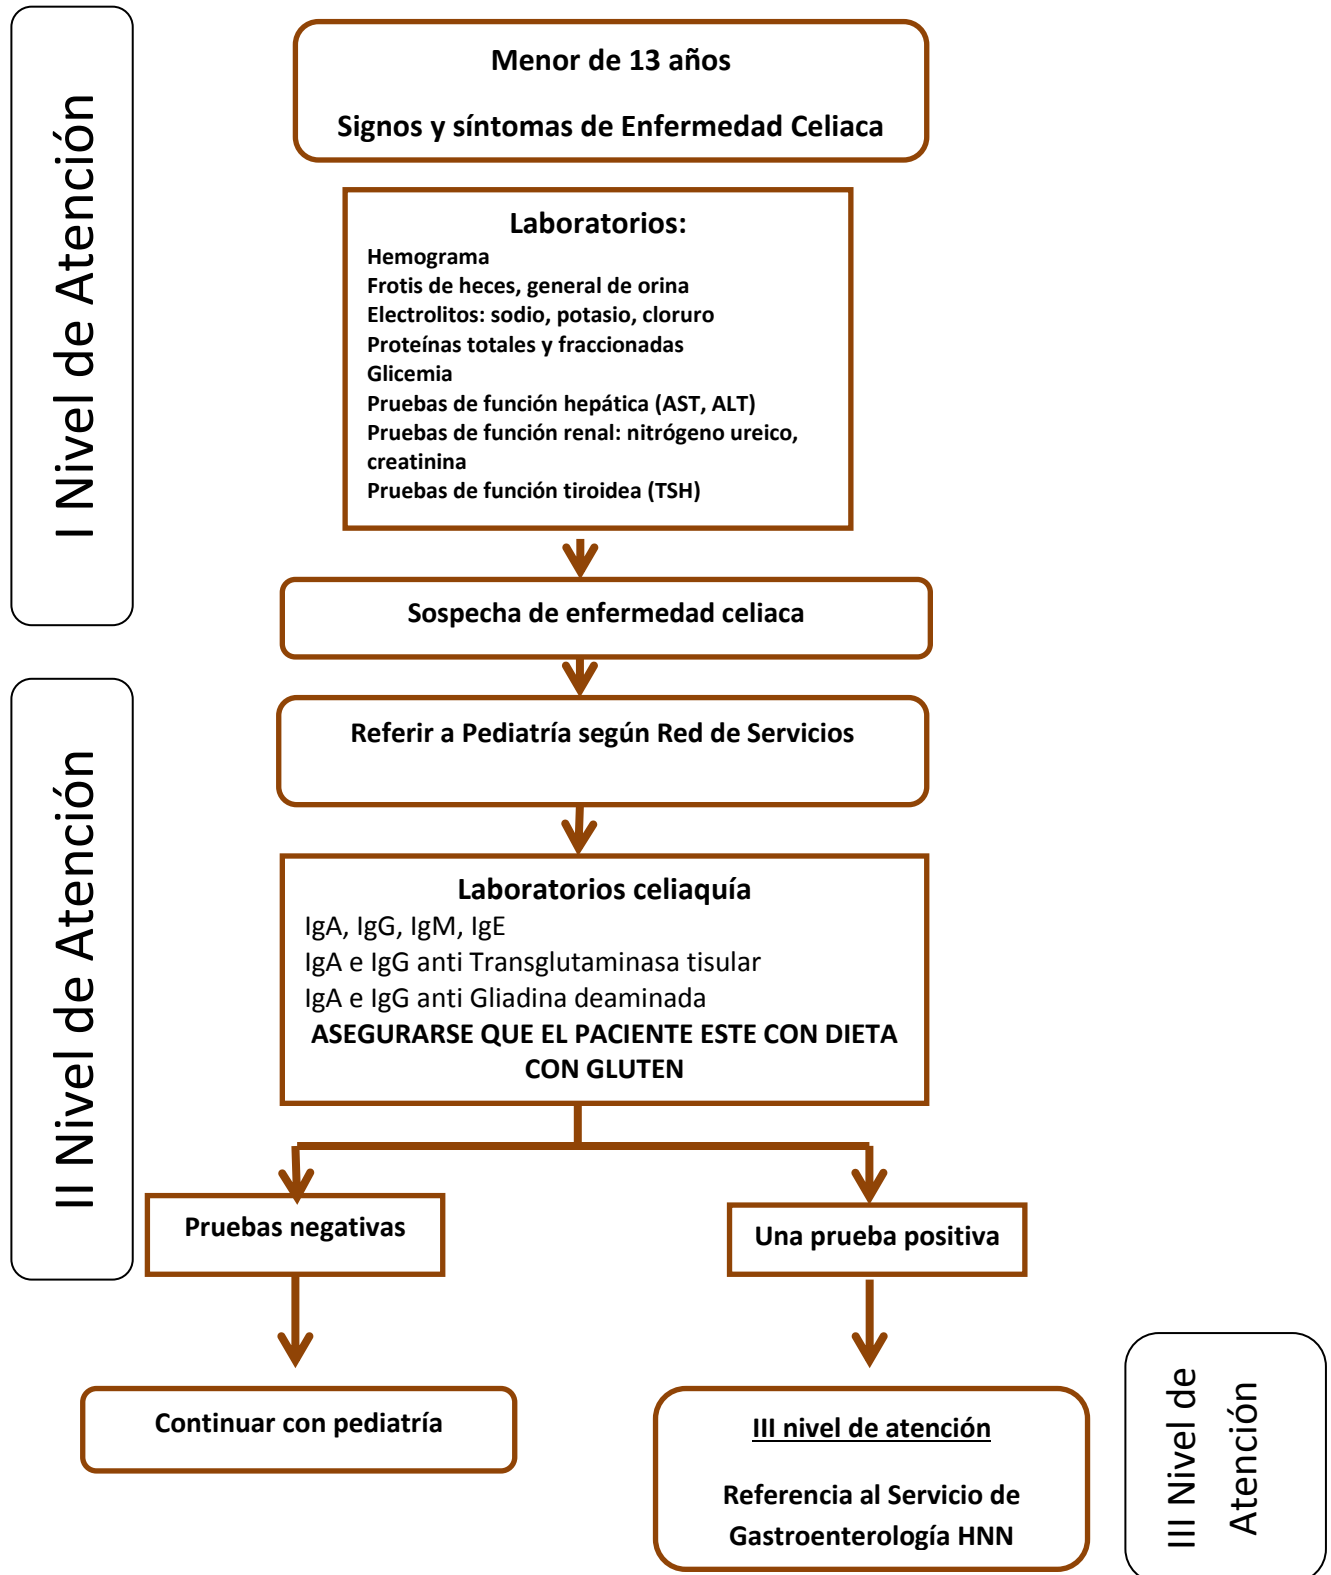 I Nivel de Atención
Menor de 13 años
Signos y síntomas de Enfermedad Celiaca
Laboratorios:
Hemograma
Frotis de heces, general de orina
Electrolitos: sodio, potasio, cloruro
Proteínas totales y fraccionadas
Glicemia
Pruebas de función hepática (AST, ALT)
Pruebas de función renal: nitrógeno ureico,
creatinina
Pruebas de función tiroidea (TSH)
Sospecha de enfermedad celiaca
II Nivel de Atención
Referir a Pediatría según Red de Servicios
Laboratorios celiaquía
IgA, IgG, IgM, IgE
IgA e IgG anti Transglutaminasa tisular
IgA e IgG anti Gliadina deaminada
ASEGURARSE QUE EL PACIENTE ESTE CON DIETA
CON GLUTEN
Pruebas negativas
Una prueba positiva
Continuar con pediatría
III nivel de atención
Referencia al Servicio de
Gastroenterología HNN
III Nivel de
Atención